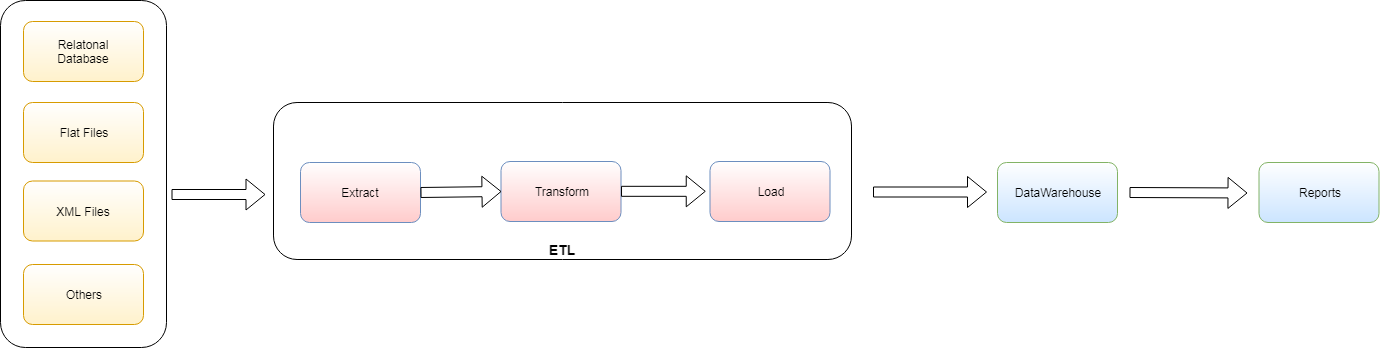 Relatonal
Database
Flat Files
XML Files
Others
Extract
Transform
Load
ETL
DataWarehouse
Reports